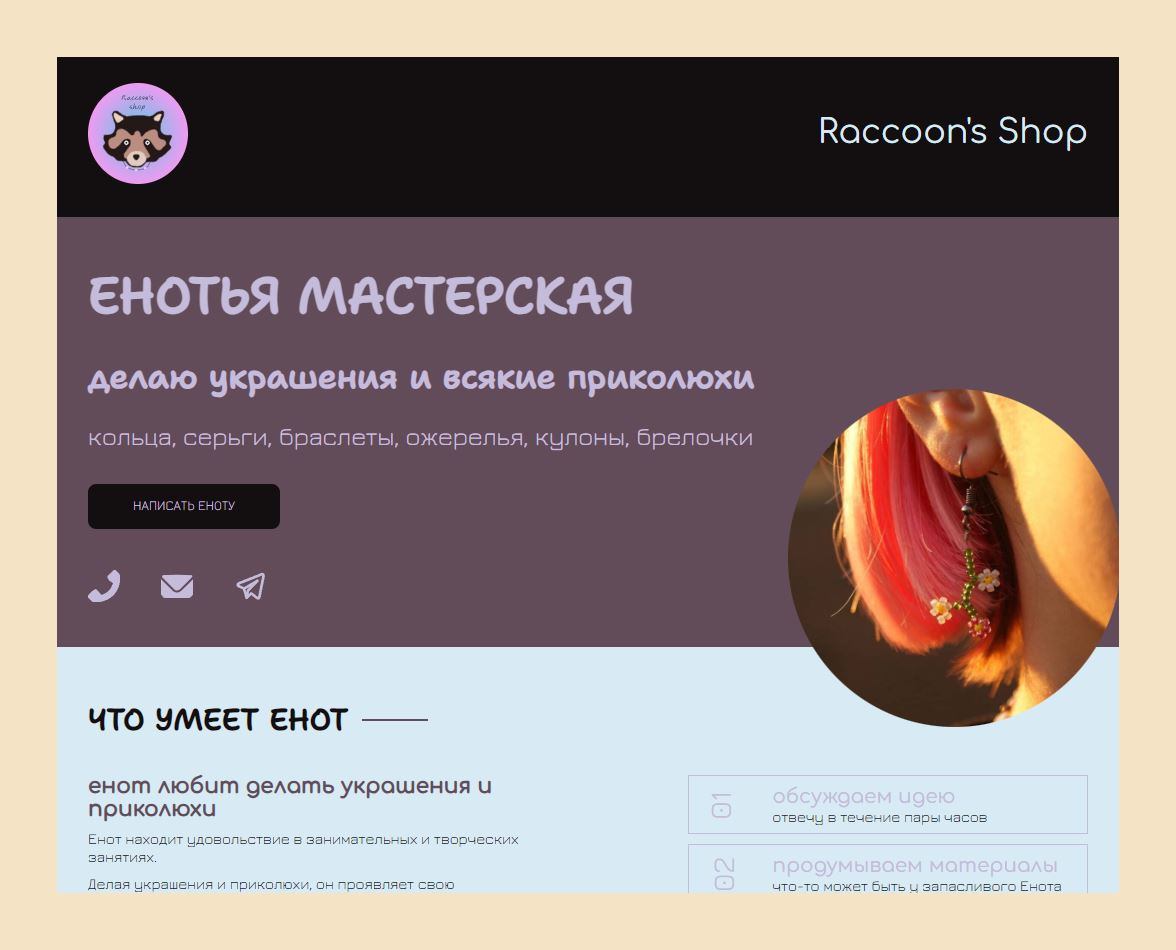 Raccoon's
shop
Raccoon's Shop
ЕНОТЬЯ МАСТЕРСКАЯ
делаю украшения и всякие приколюхи
кольца, серьги, браслеты, ожерелья, кулоны, брелочки
НАПИСАТЬ ЕНОТУ
ЧТО УМЕЕТ ЕНОТ
енот любит делать украшения и
приколюхи
Енот находит удовольствие в занимательных и творческих
занятиях.
Делая украшения и приколюхи, он проявляет свою
01
обсуждаем идею
отвечу в течение пары часов
02
продумываем материалы
что-то может быть у запасливого Енота